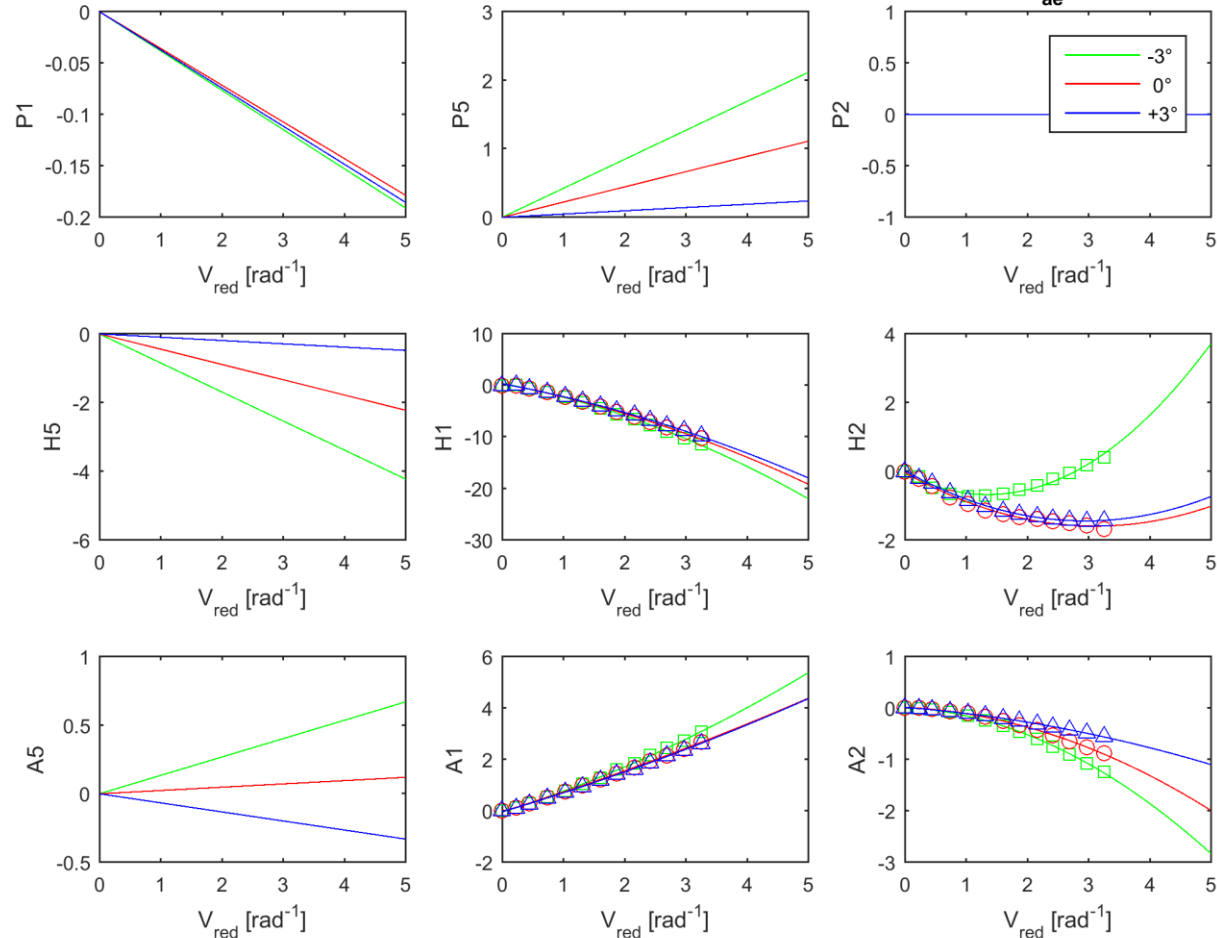 ae
0
-0.05
-0.1
-0.15
-0.2
P1
0 1 2 3 4 5
V_red [rad^-1]
3
2
1
0
P5
0 1 2 3 4 5
V_red [rad^-1]
1
0.5
0
-0.5
-1
P2
-3°
0°
+3°
0 1 2 3 4 5
V_red [rad^-1]
0
-2
-4
-6
H5
0 1 2 3 4 5
V_red [rad^-1]
10
0
-10
-20
-30
H1
0 1 2 3 4 5
V_red [rad^-1]
4
2
0
-2
H2
0 1 2 3 4 5
V_red [rad^-1]
1
0.5
0
-0.5
A5
0 1 2 3 4 5
V_red [rad^-1]
6
4
2
0
-2
A1
0 1 2 3 4 5
V_red [rad^-1]
1
0
-1
-2
-3
A2
0 1 2 3 4 5
V_red [rad^-1]